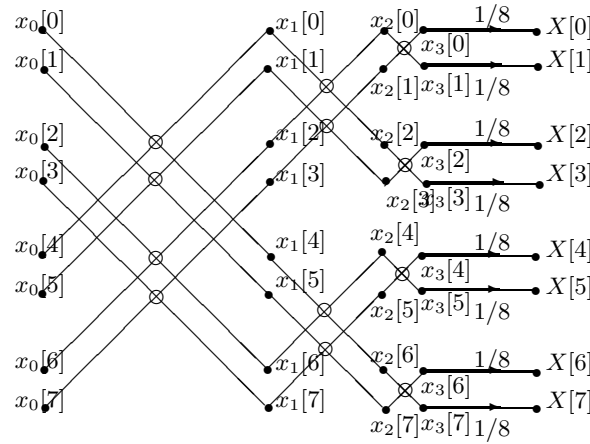 x₀[0] x₁[0] x₂[0] 1/8 X[0]
x₃[0]
x₀[1] x₁[1] x₂[1] x₃[1] 1/8 X[1]
x₀[2] x₁[2] x₂[2] 1/8 X[2]
x₃[2]
x₀[3] x₁[3] x₂[3] x₃[3] 1/8 X[3]
x₀[4] x₁[4] x₂[4] 1/8 X[4]
x₃[4]
x₀[5] x₁[5] x₂[5] x₃[5] 1/8 X[5]
x₀[6] x₁[6] x₂[6] 1/8 X[6]
x₃[6]
x₀[7] x₁[7] x₂[7] x₃[7] 1/8 X[7]